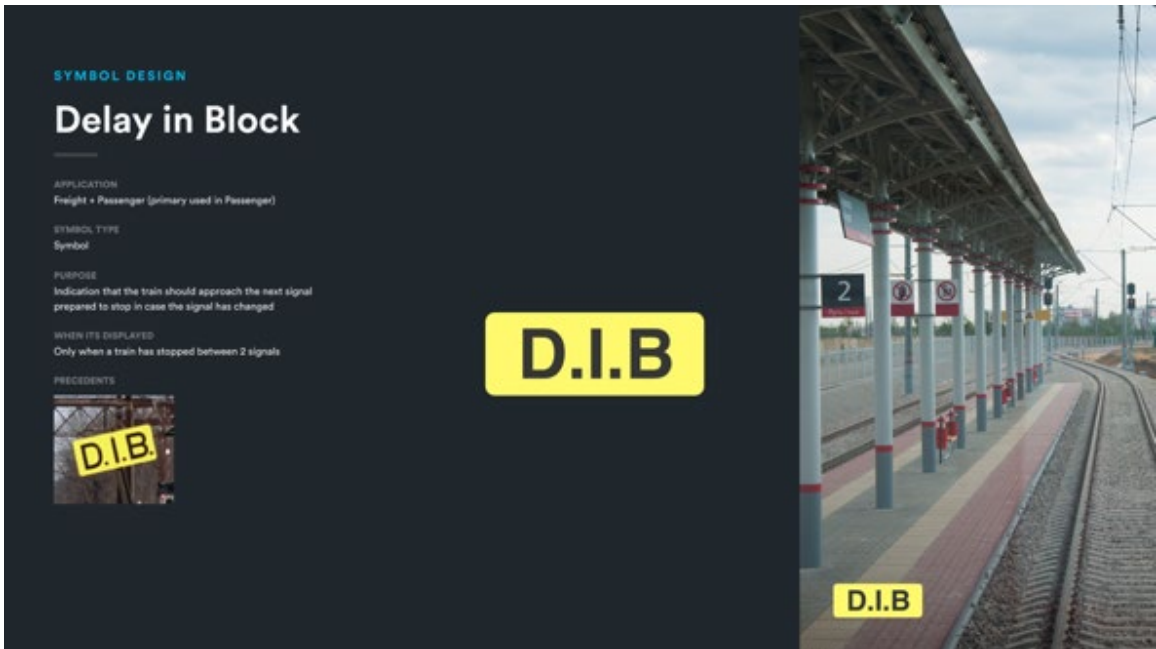 SYMBOL DESIGN
Delay in Block
APPLICATION
Freight + Passenger (primary used in Passenger)
SYMBOL TYPE
Symbol
PURPOSE
Indication that the train should approach the next signal
prepared to stop in case the signal has changed
WHEN ITS DISPLAYED
Only when a train has stopped between 2 signals
PRECEDENTS
D.I.B.
D.I.B
2
D.I.B